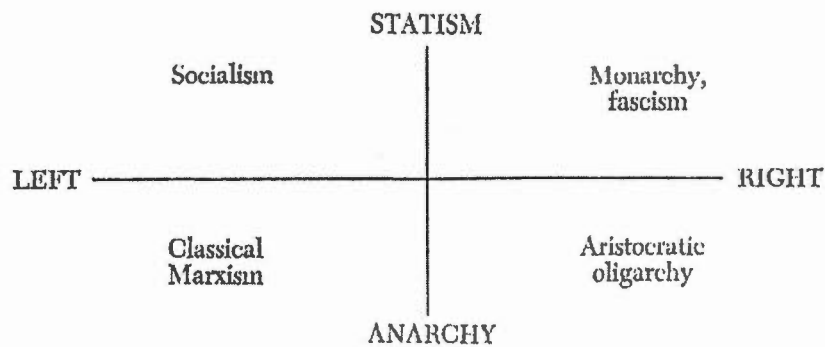 STATISM
Socialism
Monarchy,
fascism
LEFT
RIGHT
Classical
Marxism
Aristocratic
oligarchy
ANARCHY